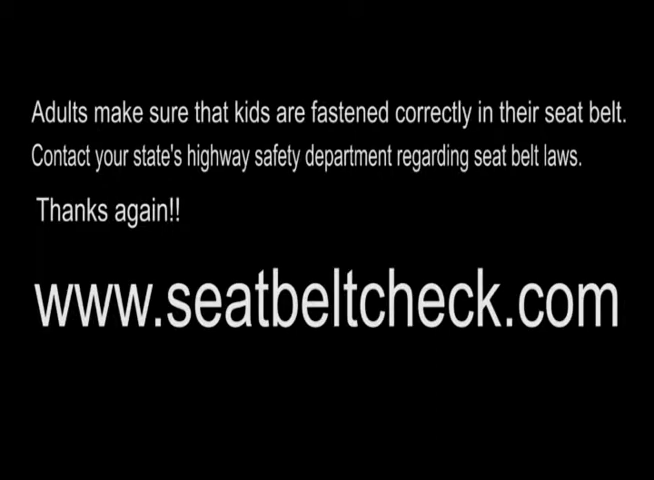 Adults make sure that kids are fastened correctly in their seat belt.
Contact your state's highway safety department regarding seat belt laws.
Thanks again!!
www.seatbeltcheck.com